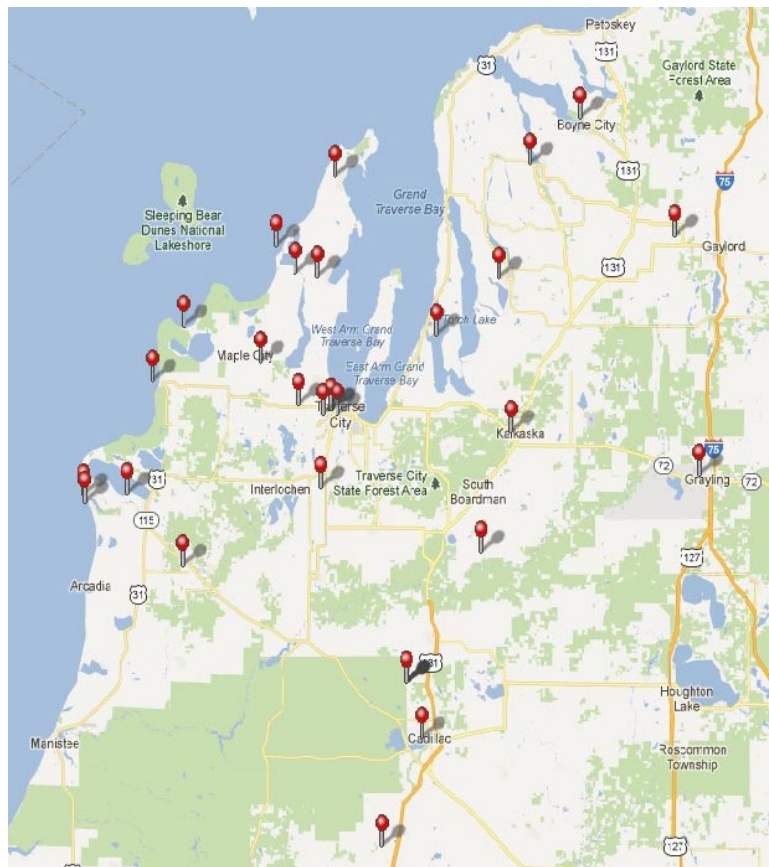 Petoskey
31
131
Gaylord State
Forest Area
Boyne City
131
75
Grand
Traverse Bay
Sleeping Bear
Dunes National
Lakeshore
Gaylord
131
Torch Lake
West Arm Grand
Traverse Bay
Maple City
East Arm Grand
Traverse Bay
Traverse
City
Kalkaska
75
72
Grayling
72
31
Interlochen
Traverse City
State Forest Area
South
Boardman
115
127
Arcadia
31
131
Houghton
Lake
Manistee
Cadillac
Roscommon
Township
127